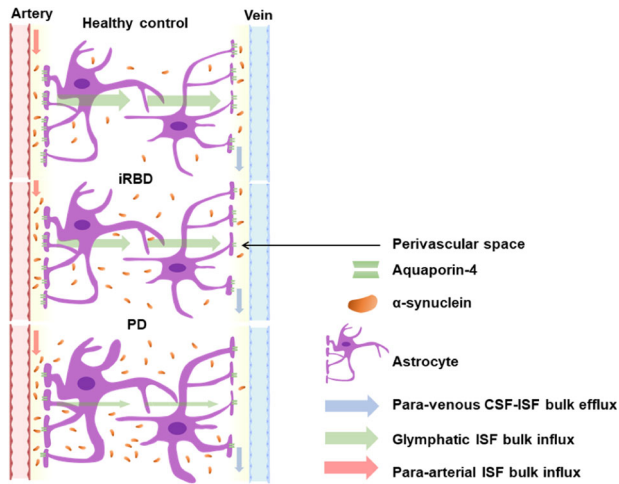 Artery
Healthy control
Vein
iRBD
PD
Perivascular space
Aquaporin-4
α-synuclein
Astrocyte
Para-venous CSF-ISF bulk efflux
Glymphatic ISF bulk influx
Para-arterial ISF bulk influx